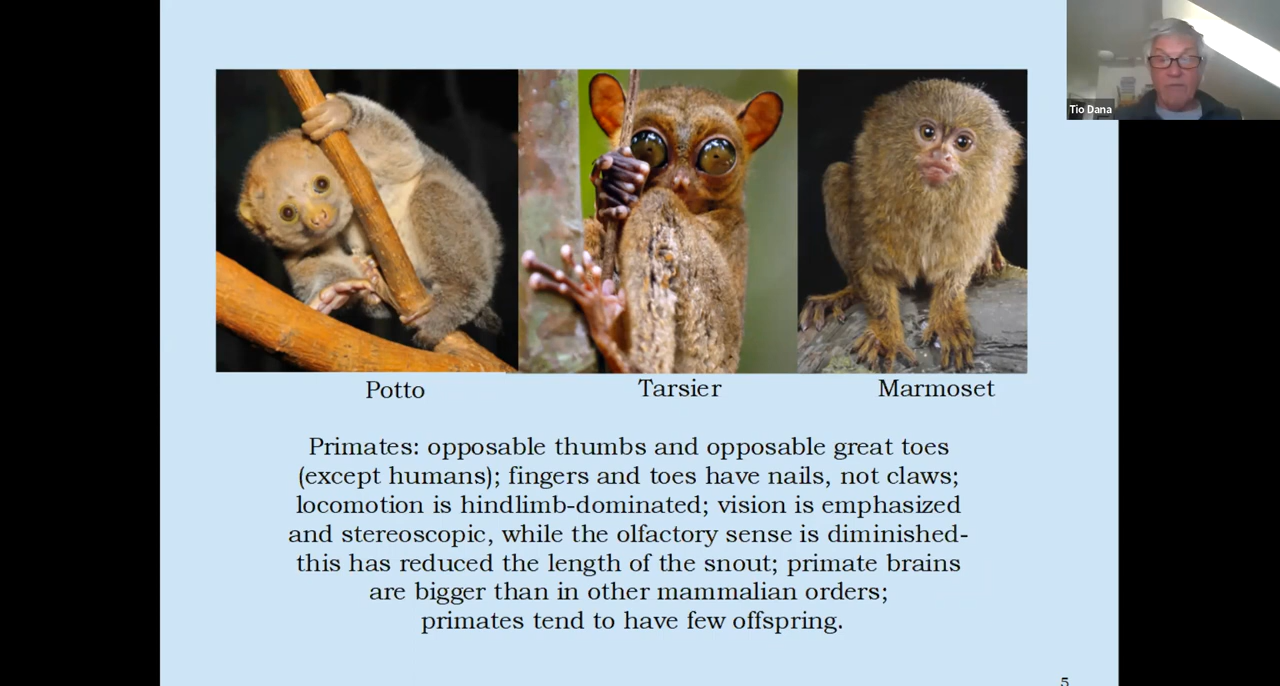 Tio Dana
Potto
Tarsier
Marmoset
Primates: opposable thumbs and opposable great toes
(except humans); fingers and toes have nails, not claws;
locomotion is hindlimb-dominated; vision is emphasized
and stereoscopic, while the olfactory sense is diminished-
this has reduced the length of the snout; primate brains
are bigger than in other mammalian orders;
primates tend to have few offspring.
5